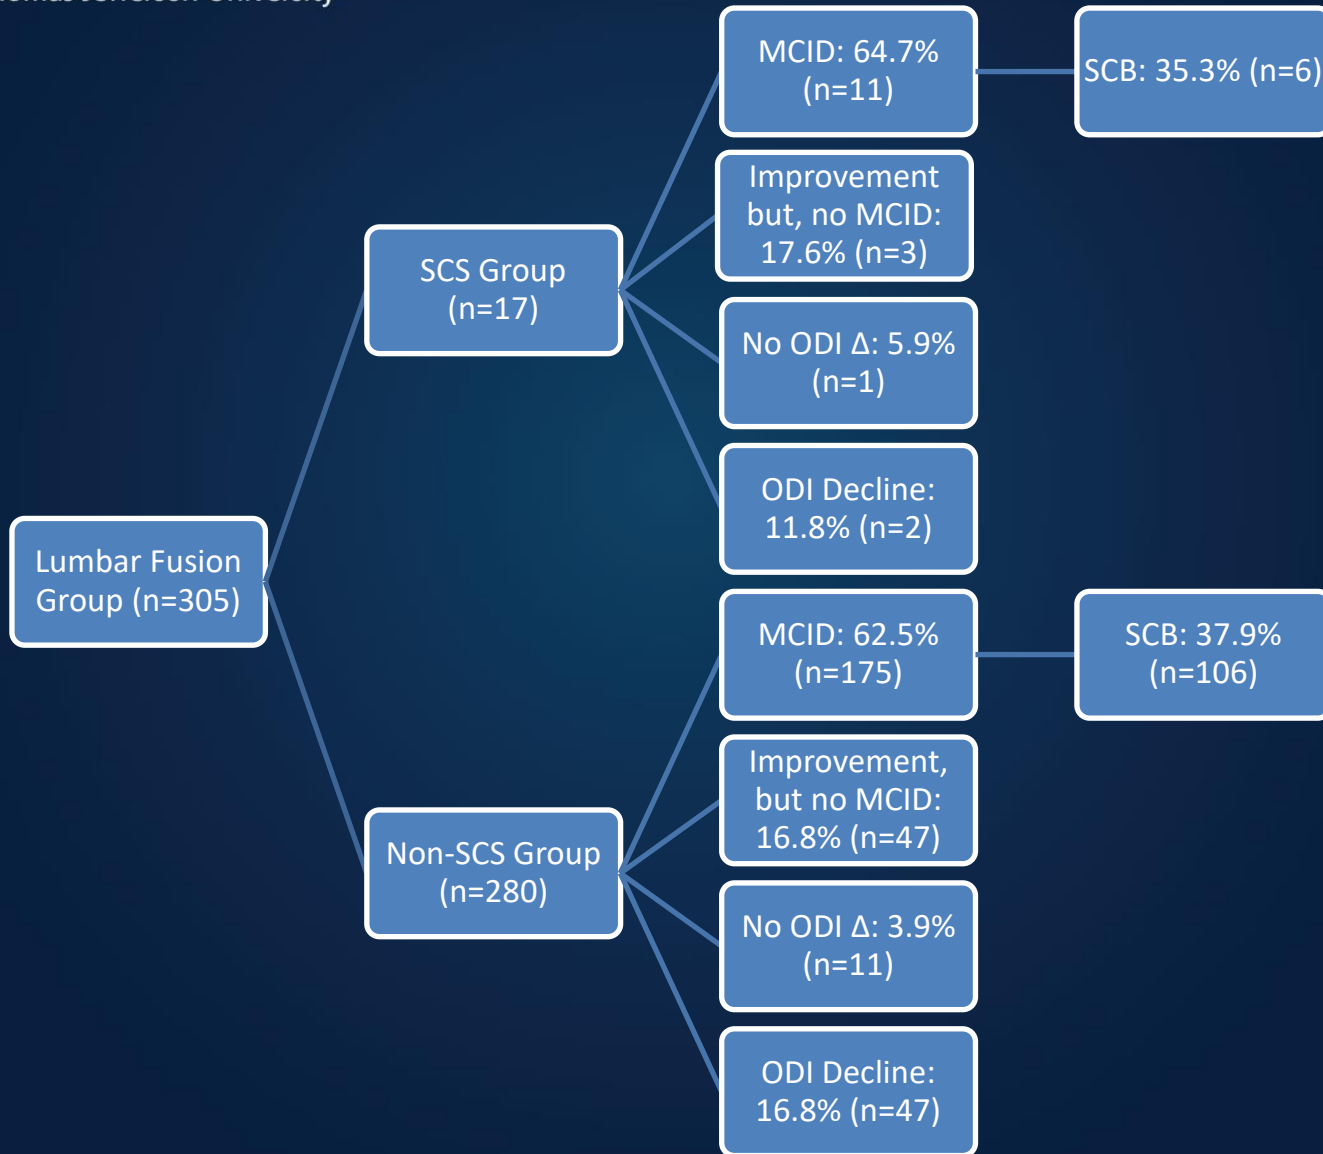 Jefferson University
MCID: 64.7%
(n=11)
SCB: 35.3% (n=6)
Improvement
but, no MCID:
17.6% (n=3)
SCS Group
(n=17)
No ODI Δ: 5.9%
(n=1)
ODI Decline:
11.8% (n=2)
Lumbar Fusion
Group (n=305)
MCID: 62.5%
(n=175)
SCB: 37.9%
(n=106)
Improvement,
but no MCID:
16.8% (n=47)
Non-SCS Group
(n=280)
No ODI Δ: 3.9%
(n=11)
ODI Decline:
16.8% (n=47)